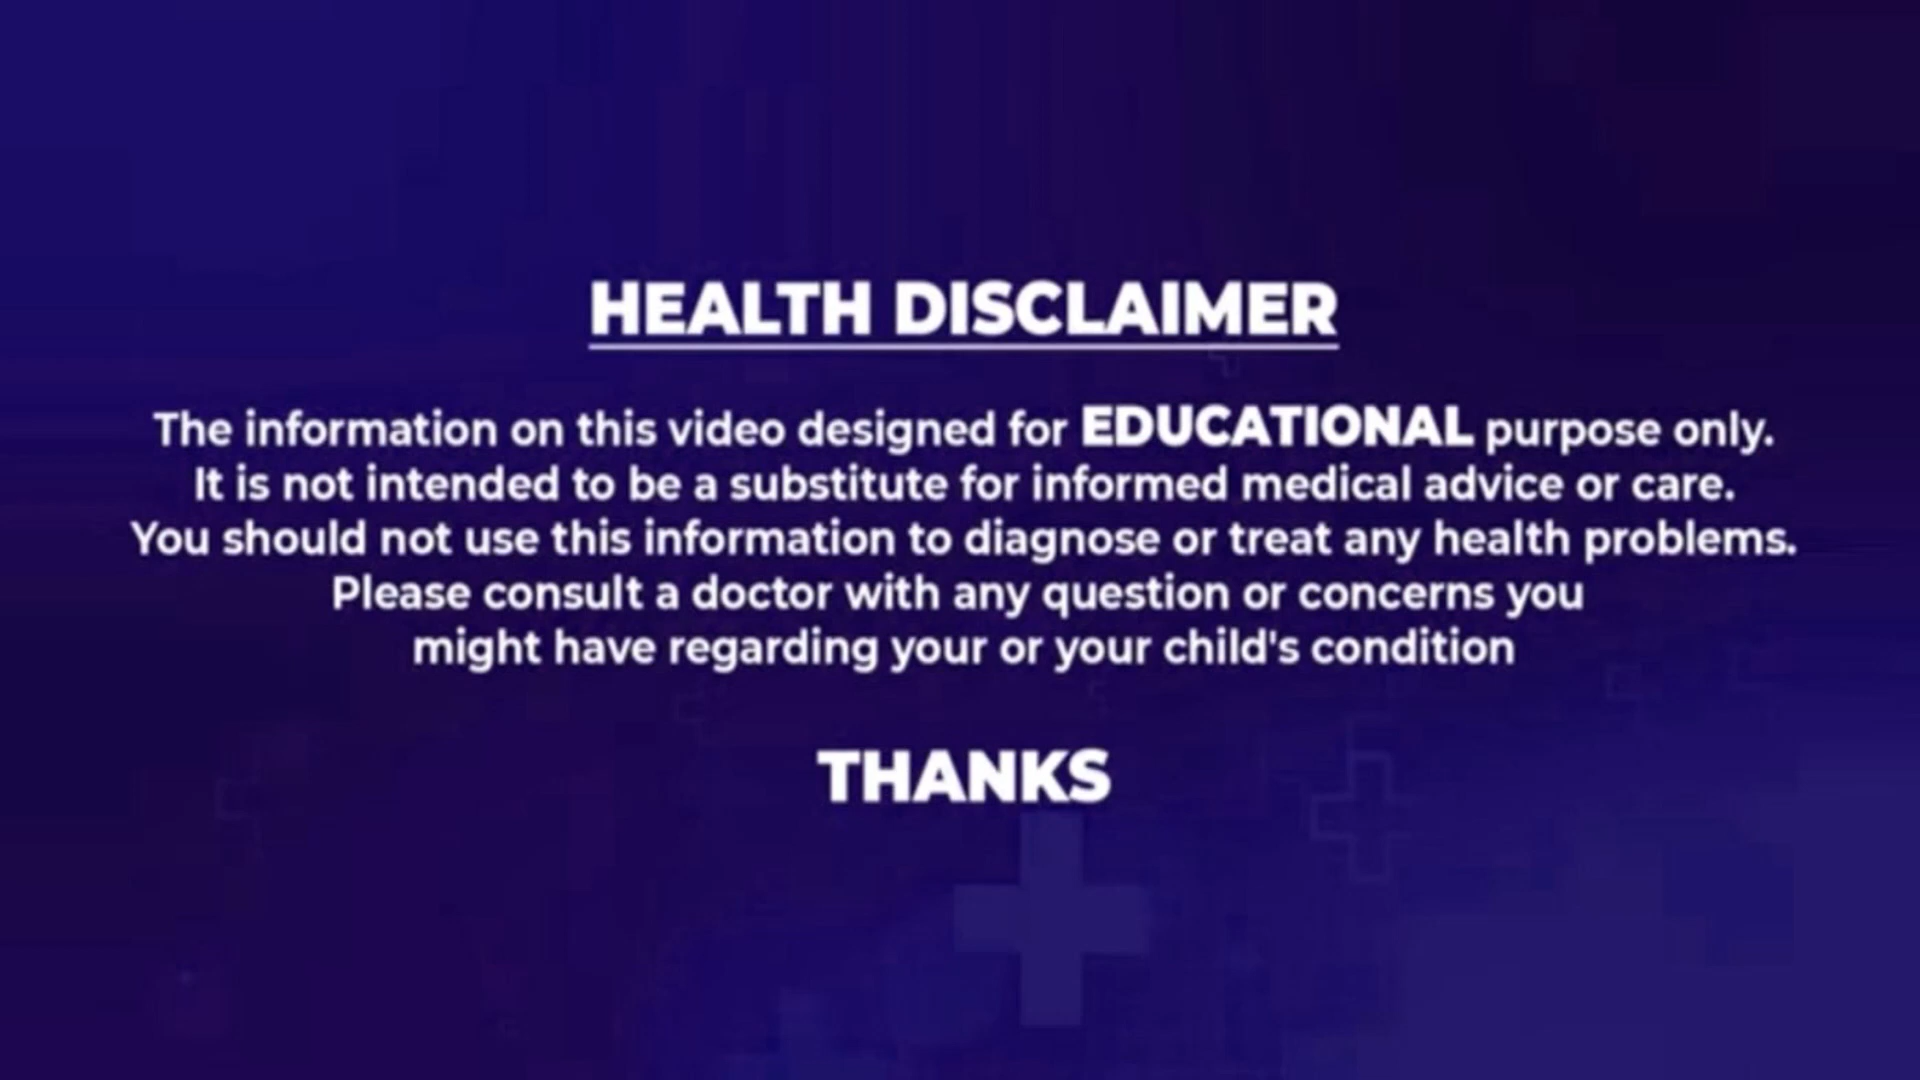 HEALTH DISCLAIMER
The information on this video designed for EDUCATIONAL purpose only.
It is not intended to be a substitute for informed medical advice or care.
You should not use this information to diagnose or treat any health problems.
Please consult a doctor with any question or concerns you
might have regarding your or your child's condition
THANKS